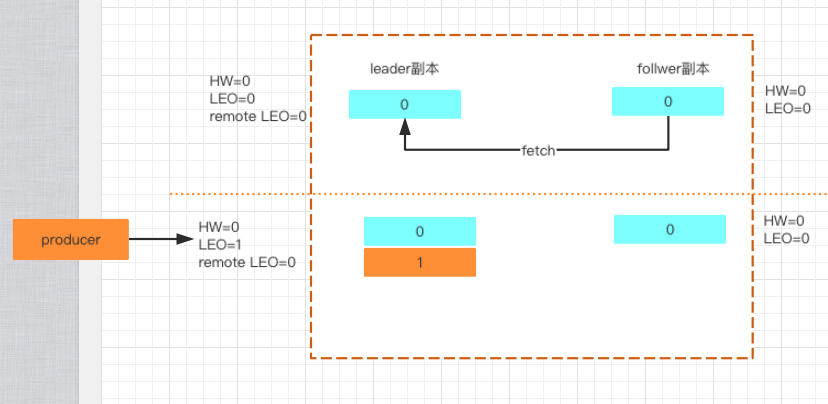 leader副本
follwer副本
HW=0
LEO=0
remote LEO=0
0
0
HW=0
LEO=0
fetch
producer
HW=0
LEO=1
remote LEO=0
0
1
0
HW=0
LEO=0